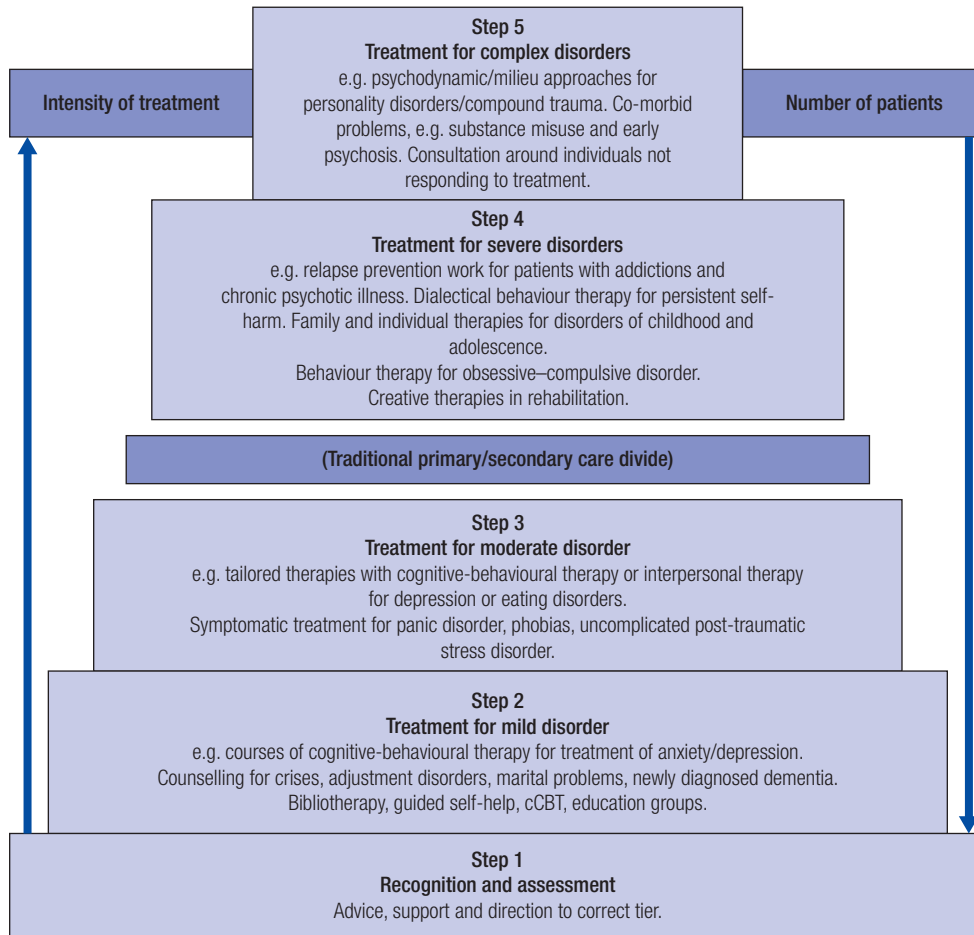 Step 5
Treatment for complex disorders
e.g. psychodynamic/milieu approaches for
personality disorders/compound trauma. Co-morbid
problems, e.g. substance misuse and early
psychosis. Consultation around individuals not
responding to treatment.
Intensity of treatment
Number of patients
Step 4
Treatment for severe disorders
e.g. relapse prevention work for patients with addictions and
chronic psychotic illness. Dialectical behaviour therapy for persistent self-
harm. Family and individual therapies for disorders of childhood and
adolescence.
Behaviour therapy for obsessive–compulsive disorder.
Creative therapies in rehabilitation.
(Traditional primary/secondary care divide)
Step 3
Treatment for moderate disorder
e.g. tailored therapies with cognitive-behavioural therapy or interpersonal therapy
for depression or eating disorders.
Symptomatic treatment for panic disorder, phobias, uncomplicated post-traumatic
stress disorder.
Step 2
Treatment for mild disorder
e.g. courses of cognitive-behavioural therapy for treatment of anxiety/depression.
Counselling for crises, adjustment disorders, marital problems, newly diagnosed dementia.
Bibliotherapy, guided self-help, cCBT, education groups.
Step 1
Recognition and assessment
Advice, support and direction to correct tier.